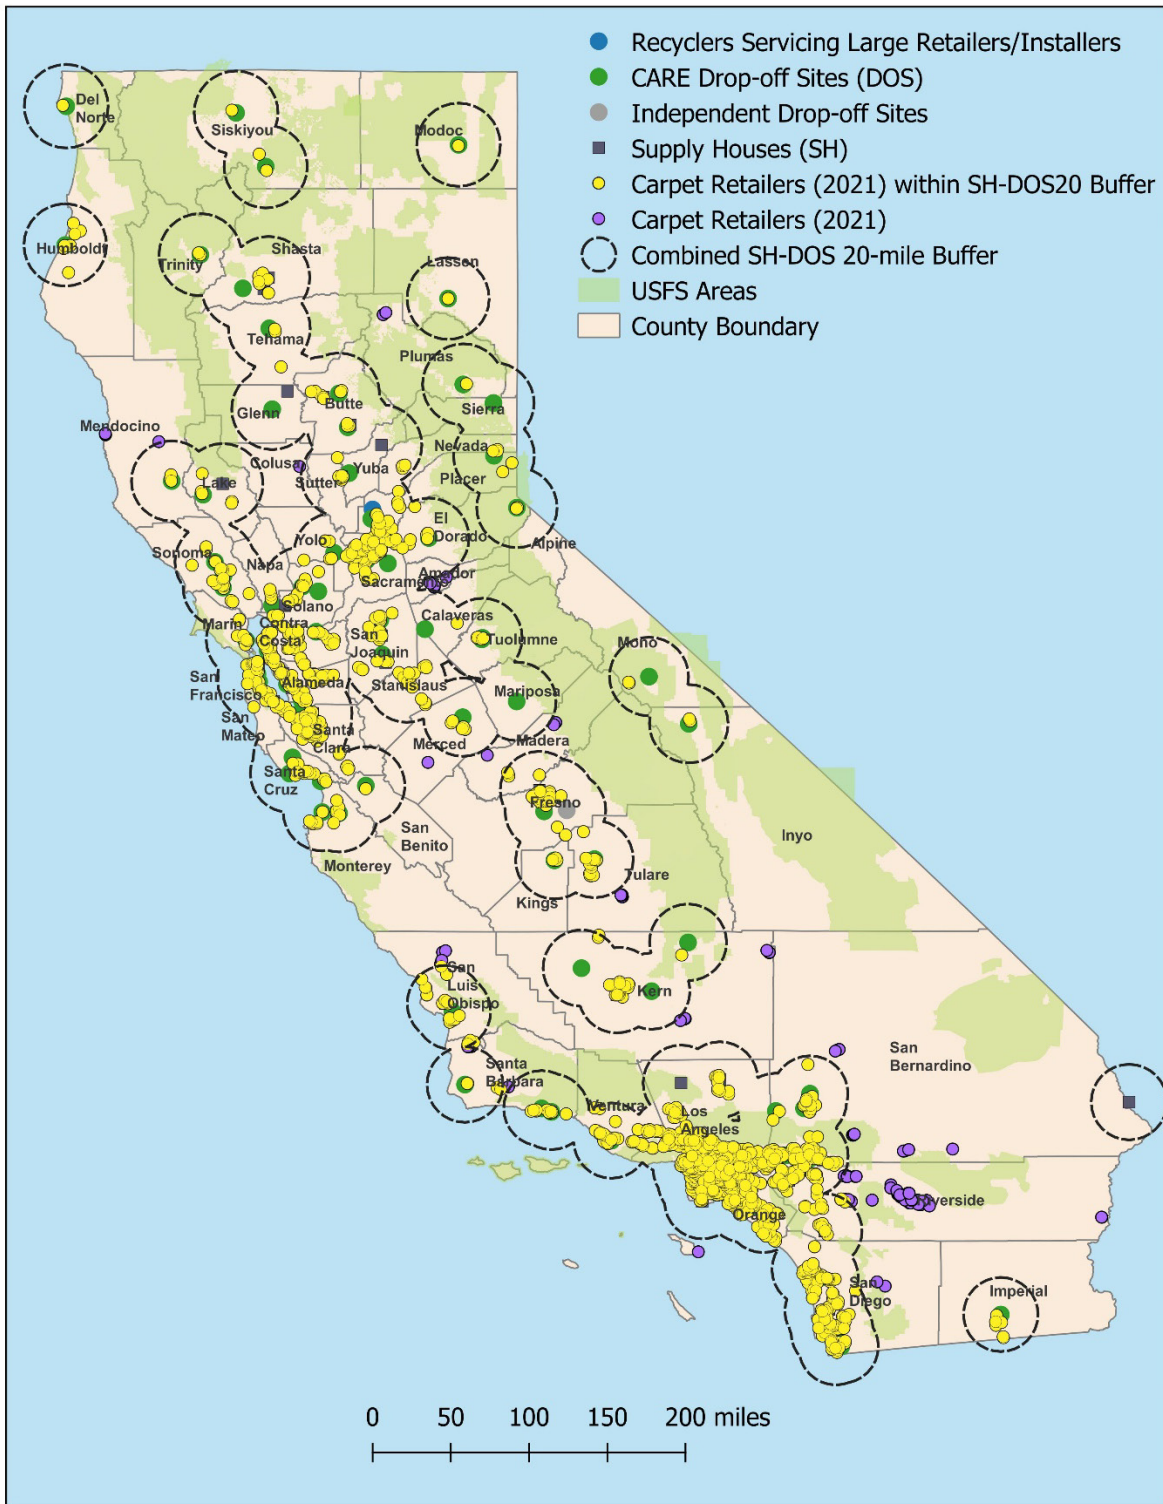 Recyclers Servicing Large Retailers/Installers
CARE Drop-off Sites (DOS)
Independent Drop-off Sites
Supply Houses (SH)
Carpet Retailers (2021) within SH-DOS20 Buffer
Carpet Retailers (2021)
Combined SH-DOS 20-mile Buffer
USFS Areas
County Boundary
Del
Norte
Siskiyou
Modoc
Humboldt
Trinity
Shasta
Lassen
Tehama
Plumas
Butte
Glenn
Sierra
Mendocino
Nevada
Colusa
Lake
Sutter
Yuba
Placer
El
Dorado
Yolo
Alpine
Sonoma
Napa
Sacramento
Amador
Solano
Marin
Contra
Costa
Calaveras
San
Joaquin
Tuolumne
Mono
San
Francisco
Alameda
Stanislaus
Mariposa
San
Mateo
Santa
Clara
Merced
Madera
Santa
Cruz
Fresno
San
Benito
Inyo
Monterey
Tulare
Kings
San
Luis
Obispo
Kern
San
Bernardino
Santa
Barbara
Ventura
Los
Angeles
Orange
Riverside
San
Diego
Imperial
0 50 100 150 200 miles